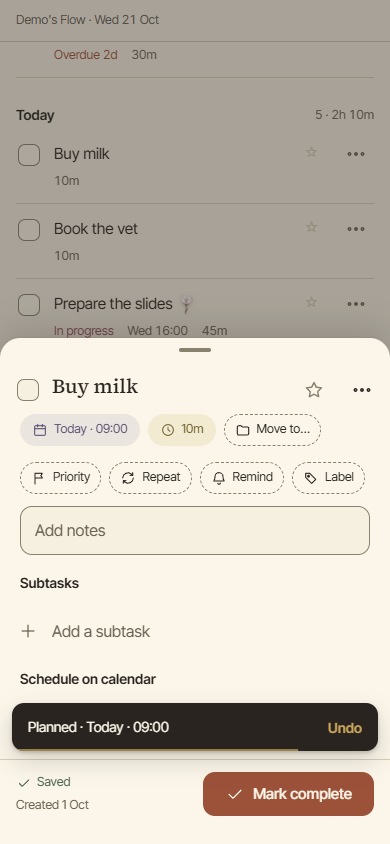 Demo's Flow · Wed 21 Oct
Overdue 2d 30m
Today 5 · 2h 10m
Buy milk
10m
Book the vet
10m
Prepare the slides
In progress Wed 16:00 45m
Buy milk
Today · 09:00 10m Move to...
Priority Repeat Remind Label
Add notes
Subtasks
Add a subtask
Schedule on calendar
Planned · Today · 09:00 Undo
Saved
Created 1 Oct
Mark complete